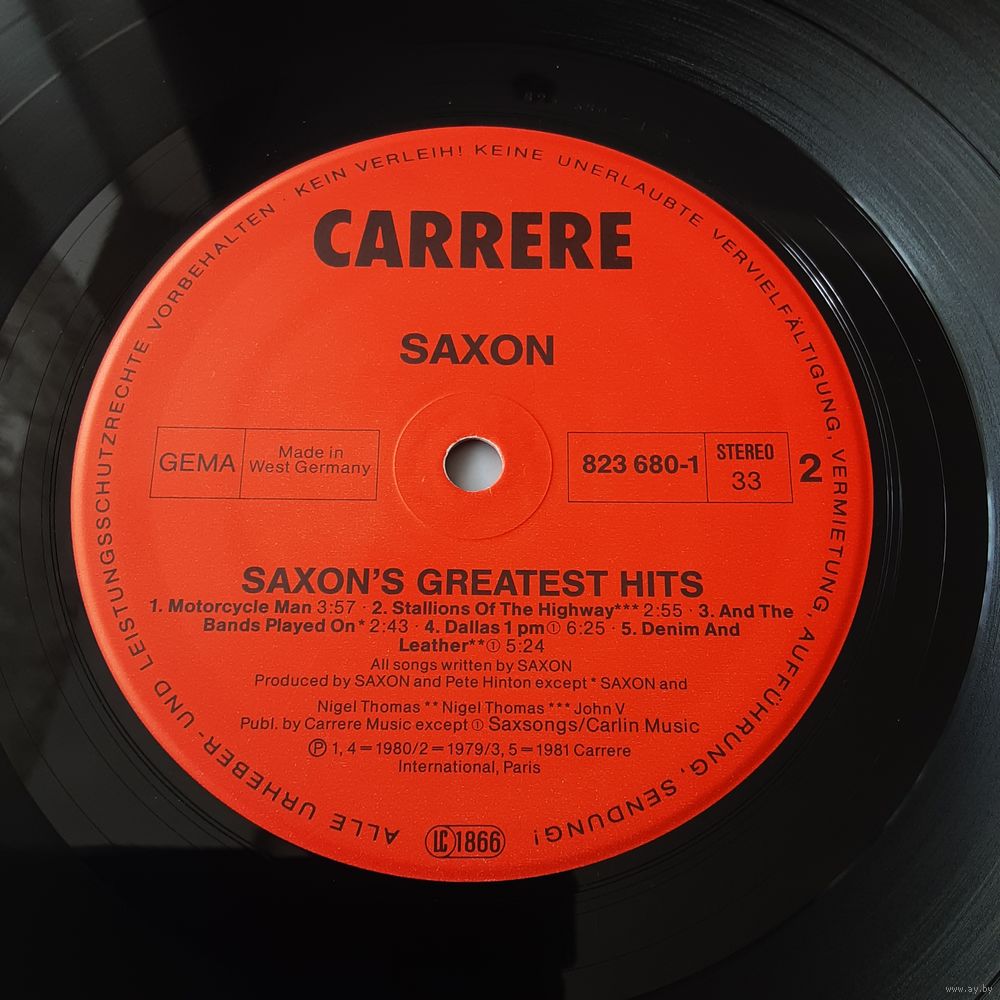 ALLE URHEBER- UND LEISTUNGSSCHUTZRECHTE VORBEHALTEN · KEIN VERLEIH! KEINE UNERLAUBTE VERVIELFÄLTIGUNG, VERMIETUNG, AUFFÜHRUNG, SENDUNG!
CARRERE
SAXON
GEMA
Made in
West Germany
823 680-1
STEREO
33
2
SAXON'S GREATEST HITS
1. Motorcycle Man 3:57 · 2. Stallions Of The Highway*** 2:55 · 3. And The
Bands Played On* 2:43 · 4. Dallas 1 pm① 6:25 · 5. Denim And
Leather**① 5:24
All songs written by SAXON
Produced by SAXON and Pete Hinton except * SAXON and
Nigel Thomas ** Nigel Thomas *** John V
Publ. by Carrere Music except ① Saxsongs/Carlin Music
Ⓟ 1, 4=1980/2=1979/3, 5=1981 Carrere
International, Paris
LC 1866
www.ay.by